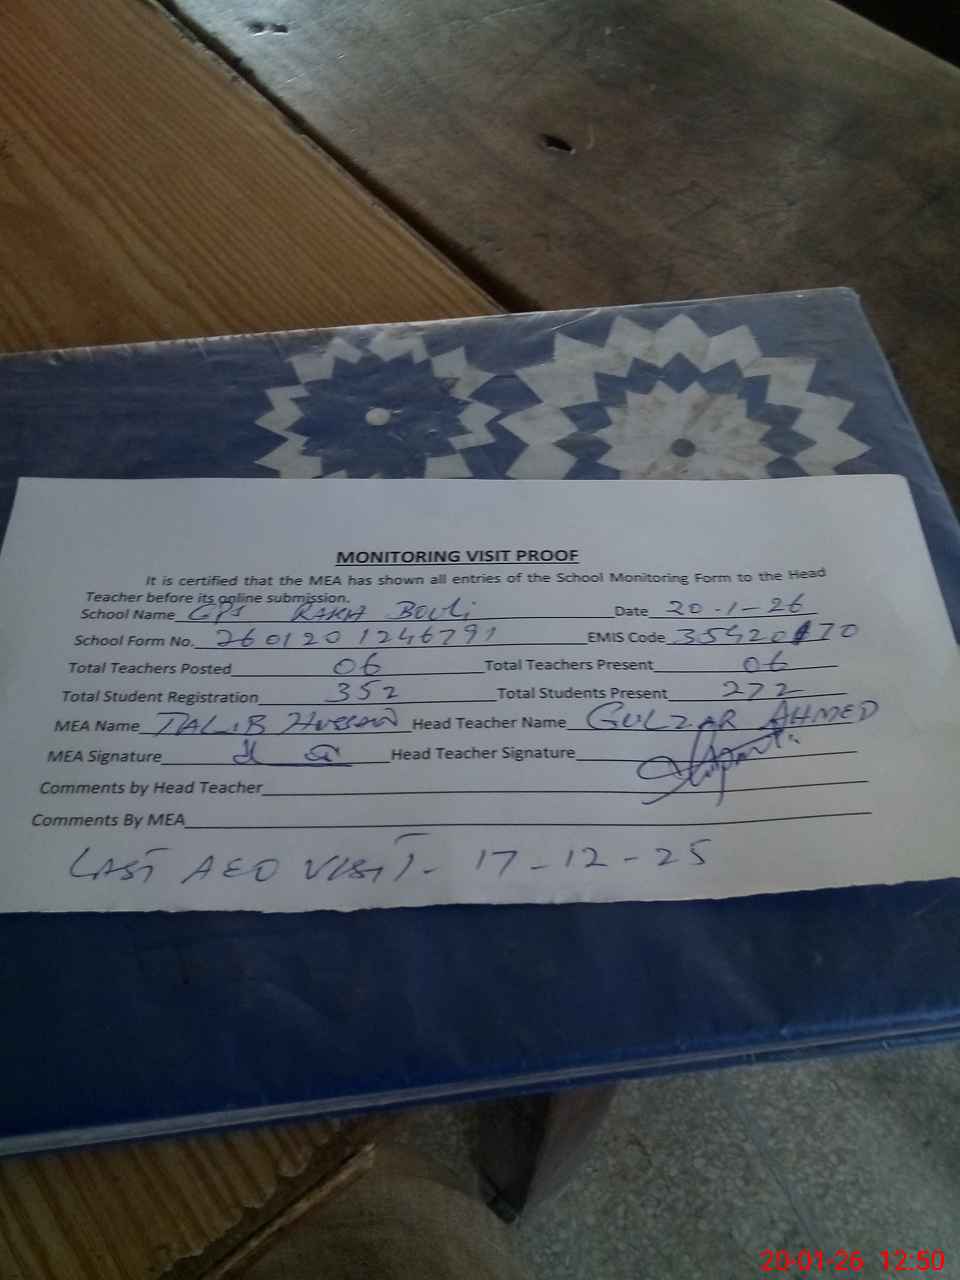 MONITORING VISIT PROOF
It is certified that the MEA has shown all entries of the School Monitoring Form to the Head
Teacher before its online submission.
School Name GPS RAKH BOULi Date 20-1-26
School Form No. 2601201246791 EMIS Code 35420170
Total Teachers Posted 06 Total Teachers Present 06
Total Student Registration 352 Total Students Present 272
MEA Name TALIB HUSSAIN Head Teacher Name GULZAR AHMED
MEA Signature Head Teacher Signature
Comments by Head Teacher
Comments By MEA
LAST AEO VISIT- 17-12-25
20-01-26 12:50